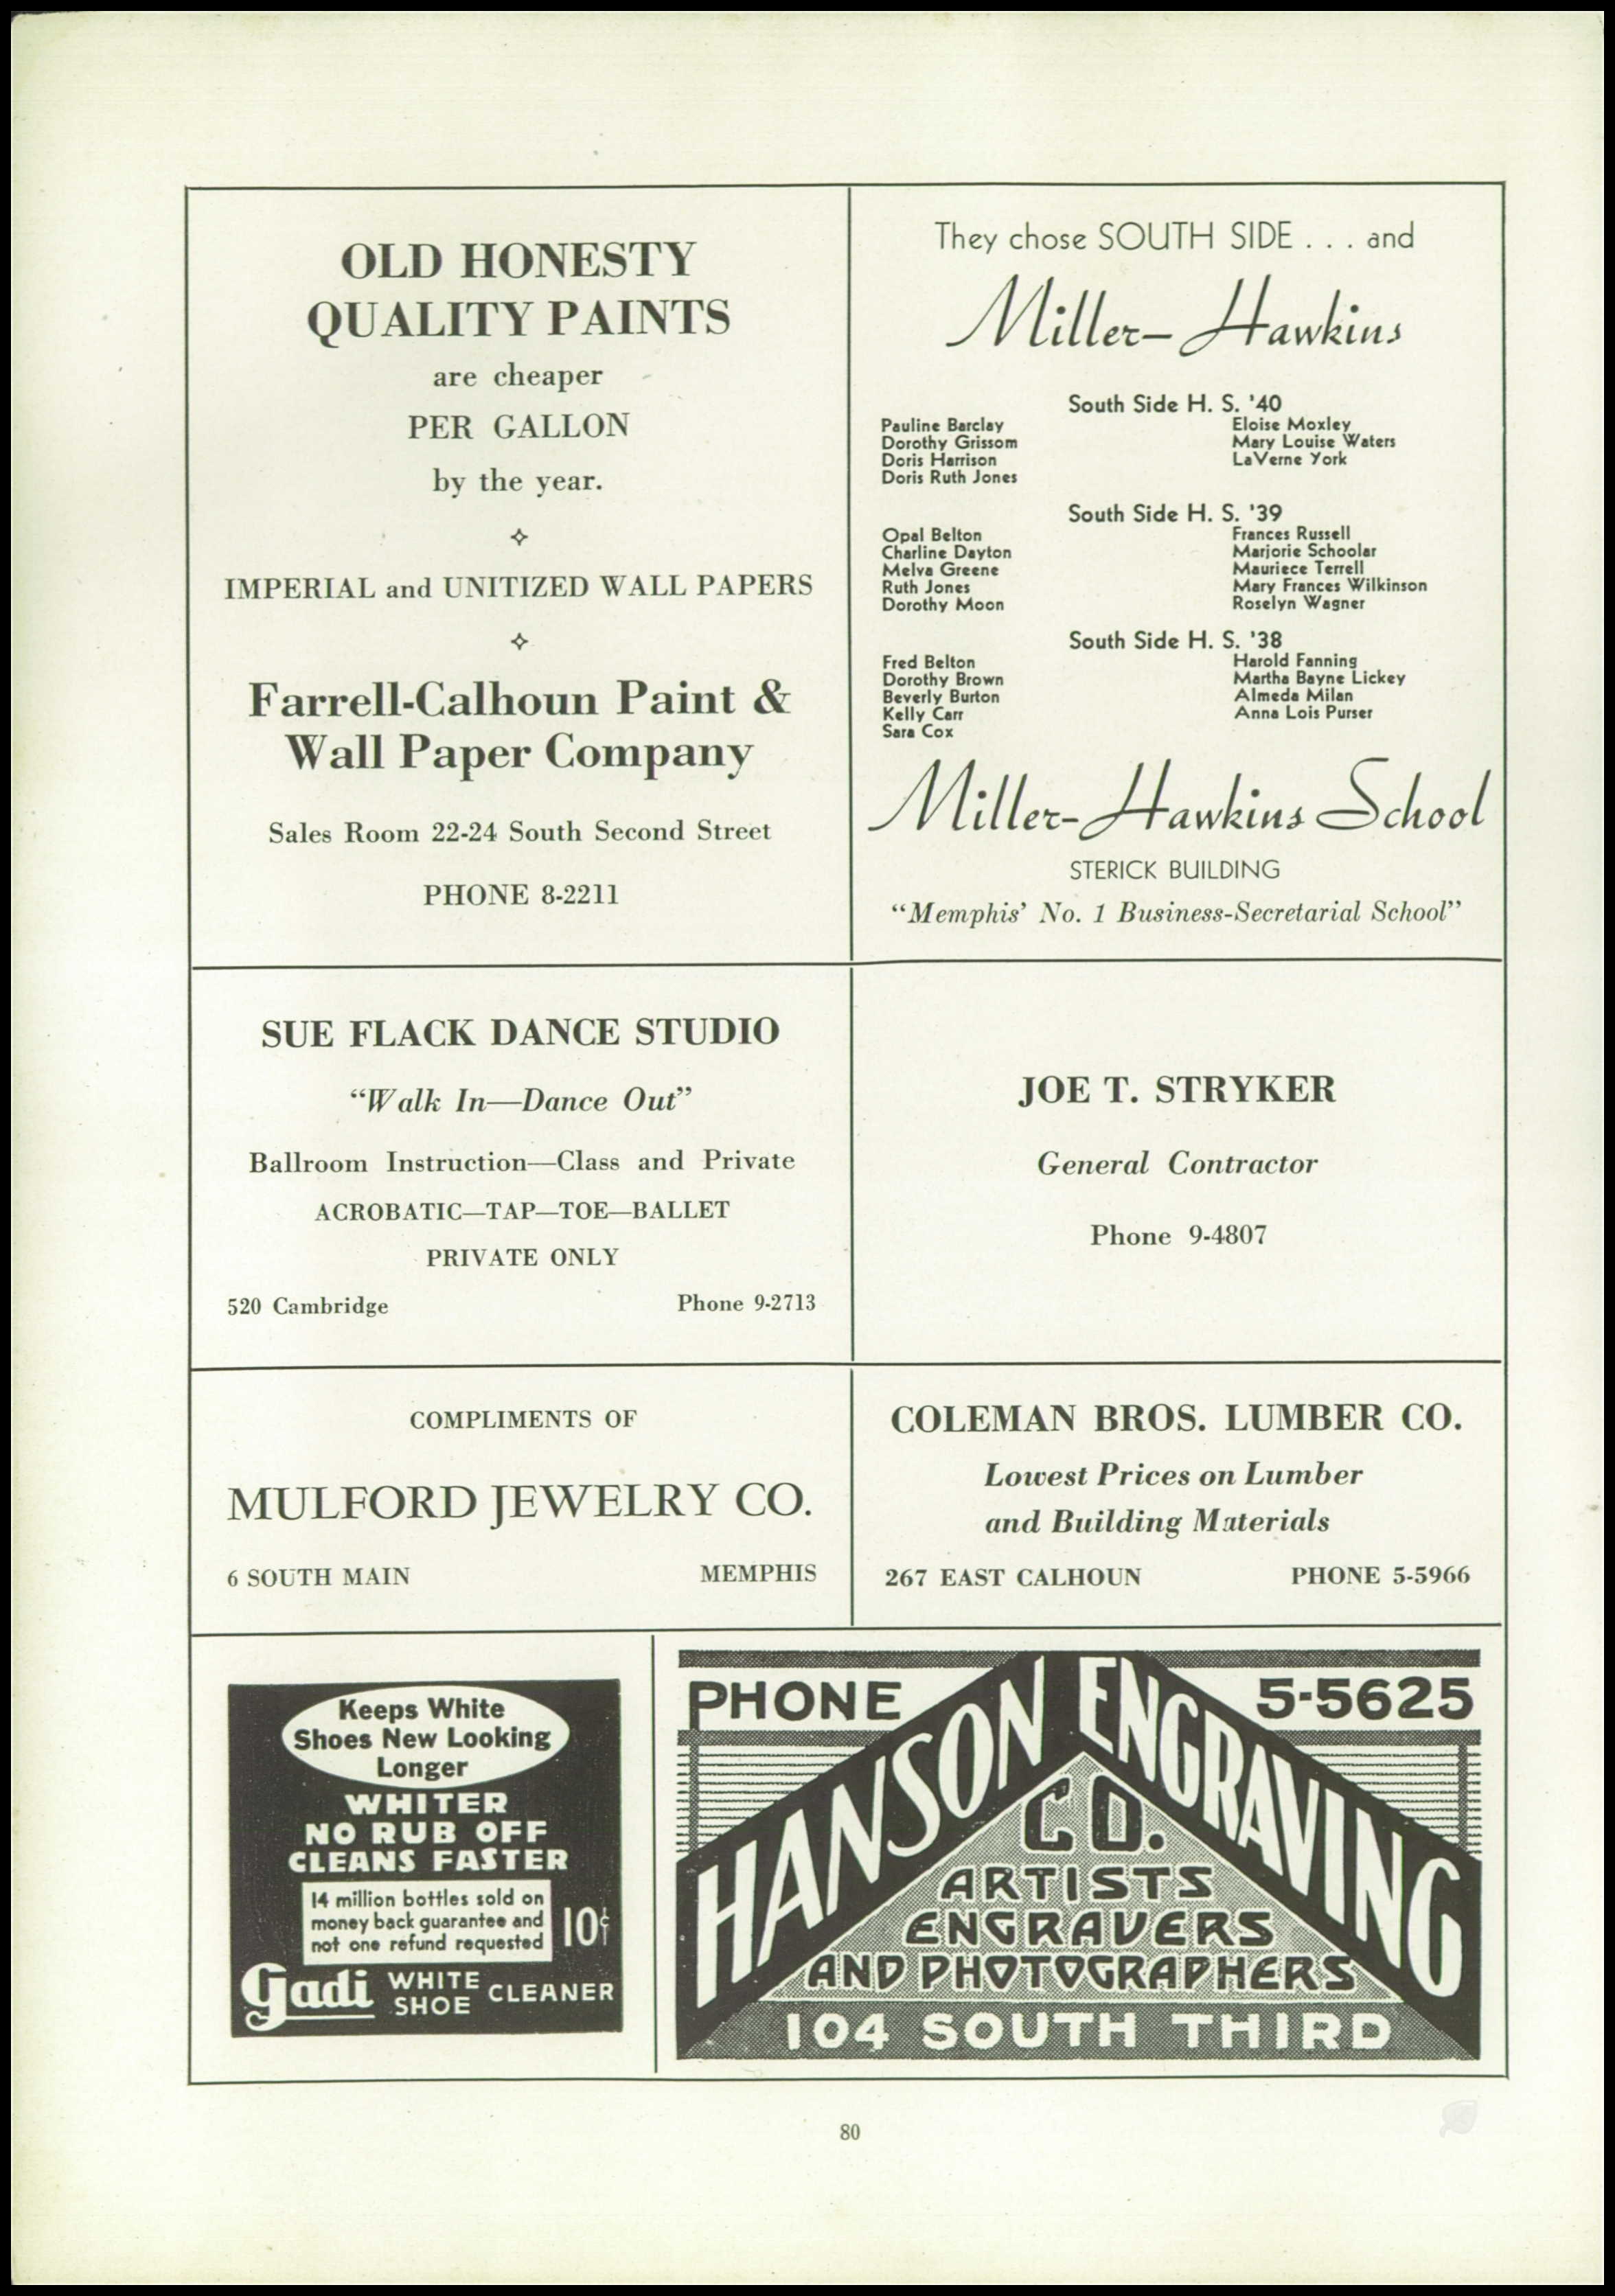 OLD HONESTY
QUALITY PAINTS
are cheaper
PER GALLON
by the year.
IMPERIAL and UNITIZED WALL PAPERS
Farrell-Calhoun Paint &
Wall Paper Company
Sales Room 22-24 South Second Street
PHONE 8-2211
They chose SOUTH SIDE . . . and
Miller-Hawkins
South Side H. S. '40
Pauline Barclay
Dorothy Grissom
Doris Harrison
Doris Ruth Jones
Eloise Moxley
Mary Louise Waters
LaVerne York
South Side H. S. '39
Opal Belton
Charline Dayton
Melva Greene
Ruth Jones
Dorothy Moon
Frances Russell
Marjorie Schoolar
Mauriece Terrell
Mary Frances Wilkinson
Roselyn Wagner
South Side H. S. '38
Fred Belton
Dorothy Brown
Beverly Burton
Kelly Carr
Sara Cox
Harold Fanning
Martha Bayne Lickey
Almeda Milan
Anna Lois Purser
Miller-Hawkins School
STERICK BUILDING
“Memphis’ No. 1 Business-Secretarial School”
SUE FLACK DANCE STUDIO
“Walk In—Dance Out”
Ballroom Instruction—Class and Private
ACROBATIC—TAP—TOE—BALLET
PRIVATE ONLY
520 Cambridge Phone 9-2713
JOE T. STRYKER
General Contractor
Phone 9-4807
COMPLIMENTS OF
MULFORD JEWELRY CO.
6 SOUTH MAIN MEMPHIS
COLEMAN BROS. LUMBER CO.
Lowest Prices on Lumber
and Building Materials
267 EAST CALHOUN PHONE 5-5966
Keeps White
Shoes New Looking
Longer
WHITER
NO RUB OFF
CLEANS FASTER
14 million bottles sold on
money back guarantee and
not one refund requested
10¢
Gadi WHITE SHOE CLEANER
PHONE 5-5625
HANSON ENGRAVING
CO.
ARTISTS
ENGRAVERS
AND PHOTOGRAPHERS
104 SOUTH THIRD
80